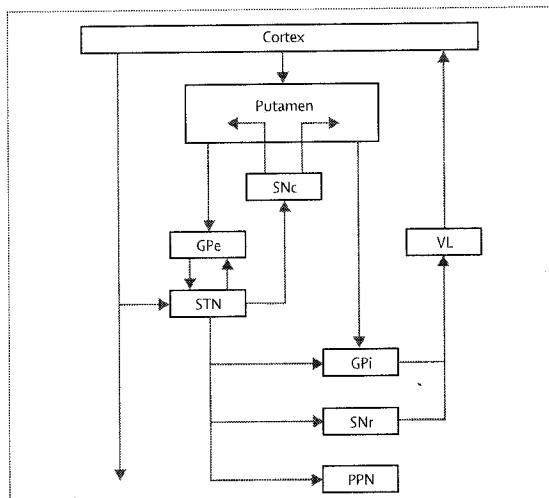 Cortex
Putamen
SNc
GPe
VL
STN
GPi
SNr
PPN